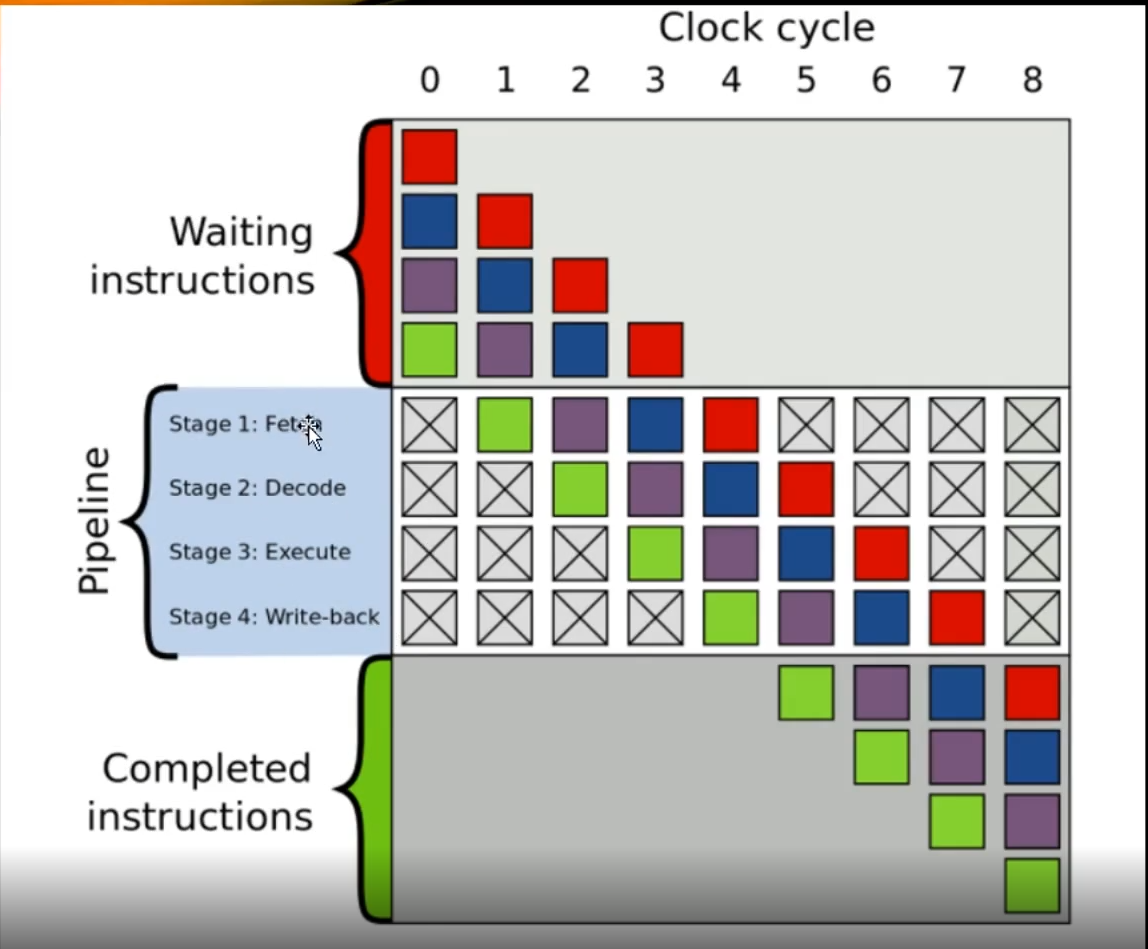 Clock cycle
0 1 2 3 4 5 6 7 8
Waiting
instructions
Pipeline
Stage 1: Fetch
Stage 2: Decode
Stage 3: Execute
Stage 4: Write-back
Completed
instructions